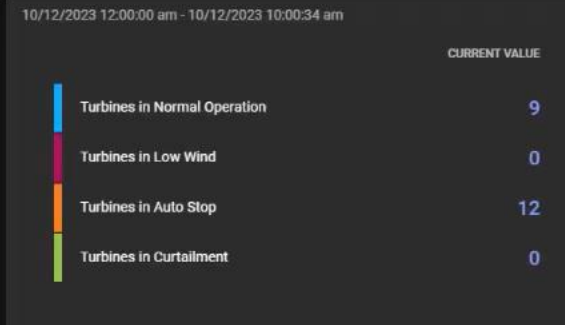 10/12/2023 12:00:00 am - 10/12/2023 10:00:34 am
CURRENT VALUE
Turbines in Normal Operation 9
Turbines in Low Wind 0
Turbines in Auto Stop 12
Turbines in Curtailment 0